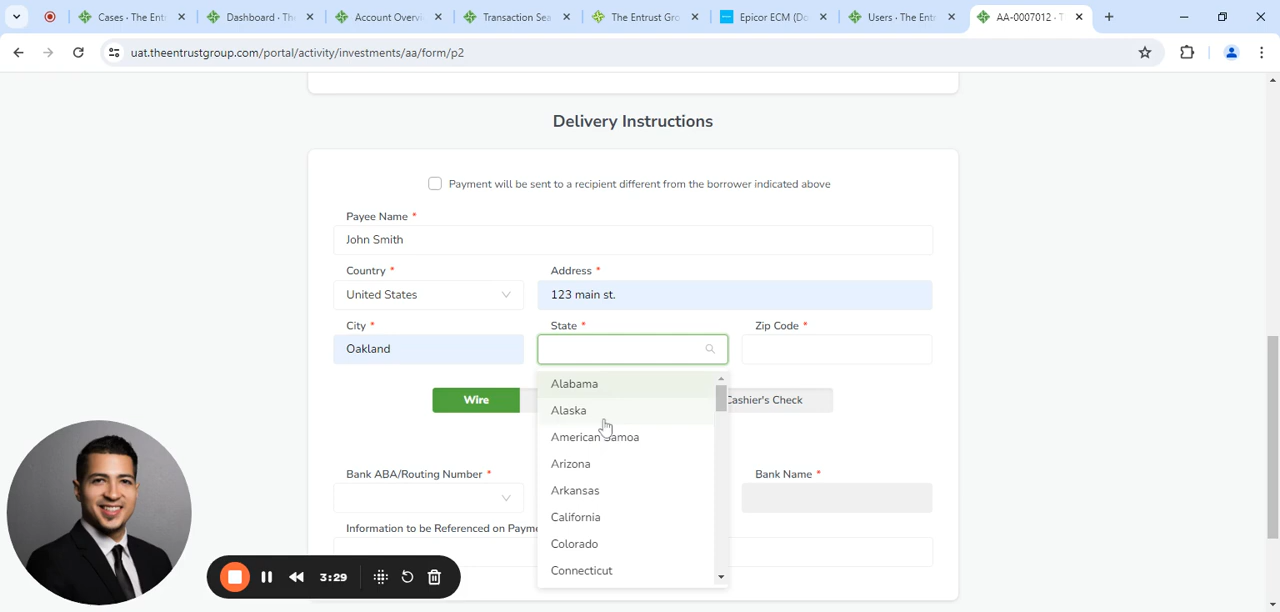 Cases · The Ent
Dashboard · Th
Account Overvi
Transaction Sea
The Entrust Gro
Epicor ECM (Do
Users · The Ent
AA-0007012 · T
uat.theentrustgroup.com/portal/activity/investments/aa/form/p2
Delivery Instructions
Payment will be sent to a recipient different from the borrower indicated above
Payee Name *
John Smith
Country * Address *
United States 123 main st.
City * State * Zip Code *
Oakland
Alabama
Wire Cashier's Check
Alaska
American Samoa
Arizona
Bank ABA/Routing Number * Bank Name *
Arkansas
California
Information to be Referenced on Payme
Colorado
Connecticut
3:29